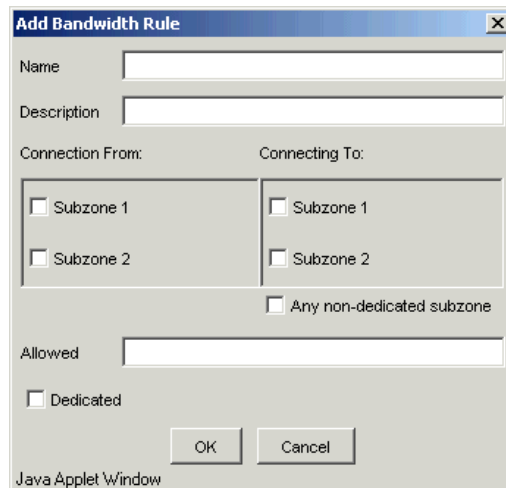 Add Bandwidth Rule
Name
Description
Connection From: Connecting To:
Subzone 1 Subzone 1
Subzone 2 Subzone 2
Any non-dedicated subzone
Allowed
Dedicated
OK Cancel
Java Applet Window